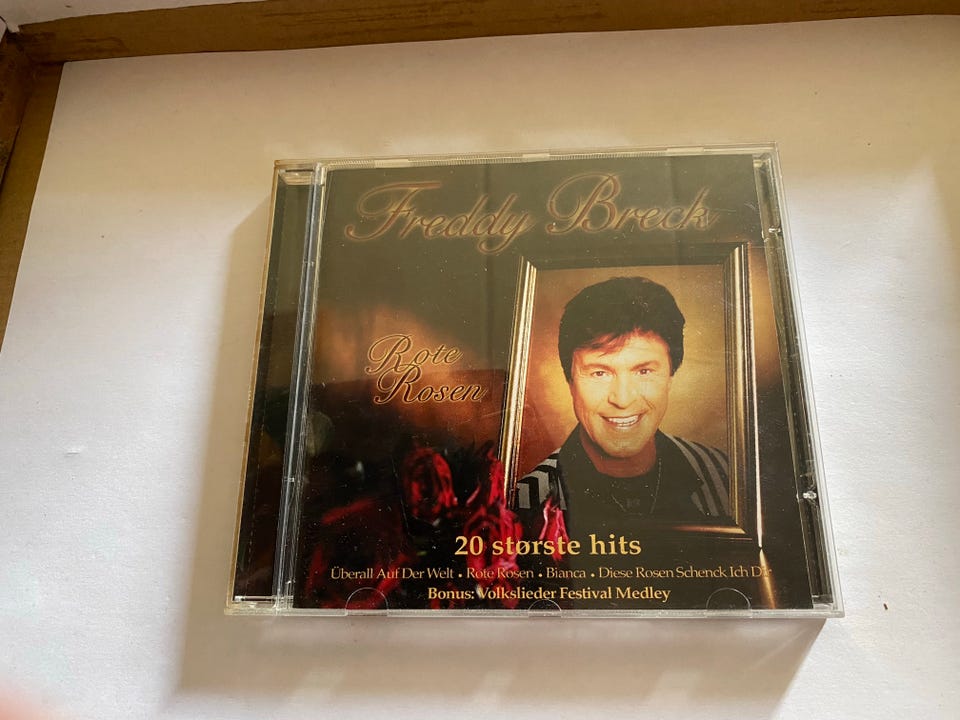 Freddy Breck
Rote
Rosen
20 største hits
Überall Auf Der Welt • Rote Rosen • Bianca • Diese Rosen Schenck Ich Dir
Bonus: Volkslieder Festival Medley